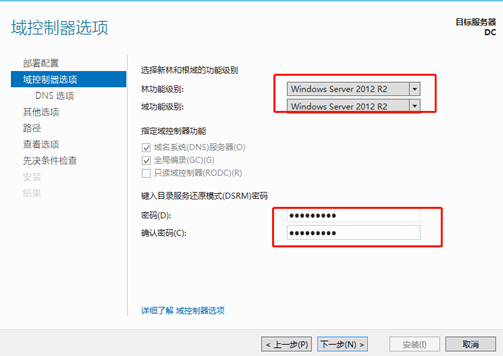 域控制器选项
目标服务器
DC
部署配置
域控制器选项
DNS 选项
其他选项
路径
查看选项
先决条件检查
安装
结果
选择新林和根域的功能级别
林功能级别:
Windows Server 2012 R2
域功能级别:
Windows Server 2012 R2
指定域控制器功能
域名系统(DNS)服务器(O)
全局编录(GC)(G)
只读域控制器(RODC)(R)
键入目录服务还原模式(DSRM)密码
密码(D):
●●●●●●●●●
确认密码(C):
●●●●●●●●●
详细了解 域控制器选项
< 上一步(P)
下一步(N) >
安装(I)
取消